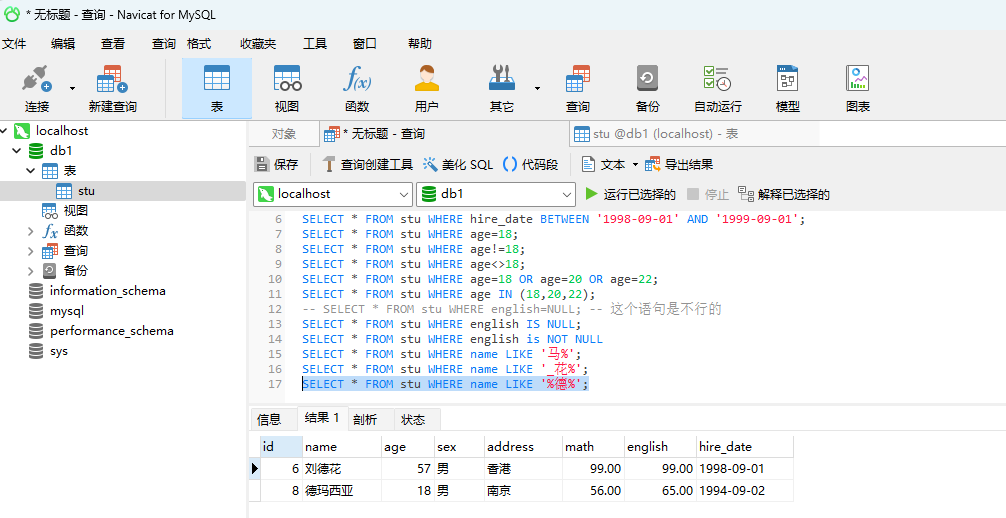 * 无标题 - 查询 - Navicat for MySQL
文件 编辑 查看 查询 格式 收藏夹 工具 窗口 帮助
连接 新建查询 表 视图 函数 用户 其它 查询 备份 自动运行 模型 图表
localhost
db1
表
stu
视图
函数
查询
备份
information_schema
mysql
performance_schema
sys
对象 * 无标题 - 查询 stu @db1 (localhost) - 表
保存 查询创建工具 美化 SQL 代码段 文本 导出结果
localhost db1 运行已选择的 停止 解释已选择的
6 SELECT * FROM stu WHERE hire_date BETWEEN '1998-09-01' AND '1999-09-01';
7 SELECT * FROM stu WHERE age=18;
8 SELECT * FROM stu WHERE age!=18;
9 SELECT * FROM stu WHERE age<>18;
10 SELECT * FROM stu WHERE age=18 OR age=20 OR age=22;
11 SELECT * FROM stu WHERE age IN (18,20,22);
12 -- SELECT * FROM stu WHERE english=NULL; -- 这个语句是不行的
13 SELECT * FROM stu WHERE english IS NULL;
14 SELECT * FROM stu WHERE english is NOT NULL
15 SELECT * FROM stu WHERE name LIKE '马%';
16 SELECT * FROM stu WHERE name LIKE '_花%';
17 SELECT * FROM stu WHERE name LIKE '%德%';
信息 结果 1 剖析 状态
id name age sex address math english hire_date
6 刘德花 57 男 香港 99.00 99.00 1998-09-01
8 德玛西亚 18 男 南京 56.00 65.00 1994-09-02